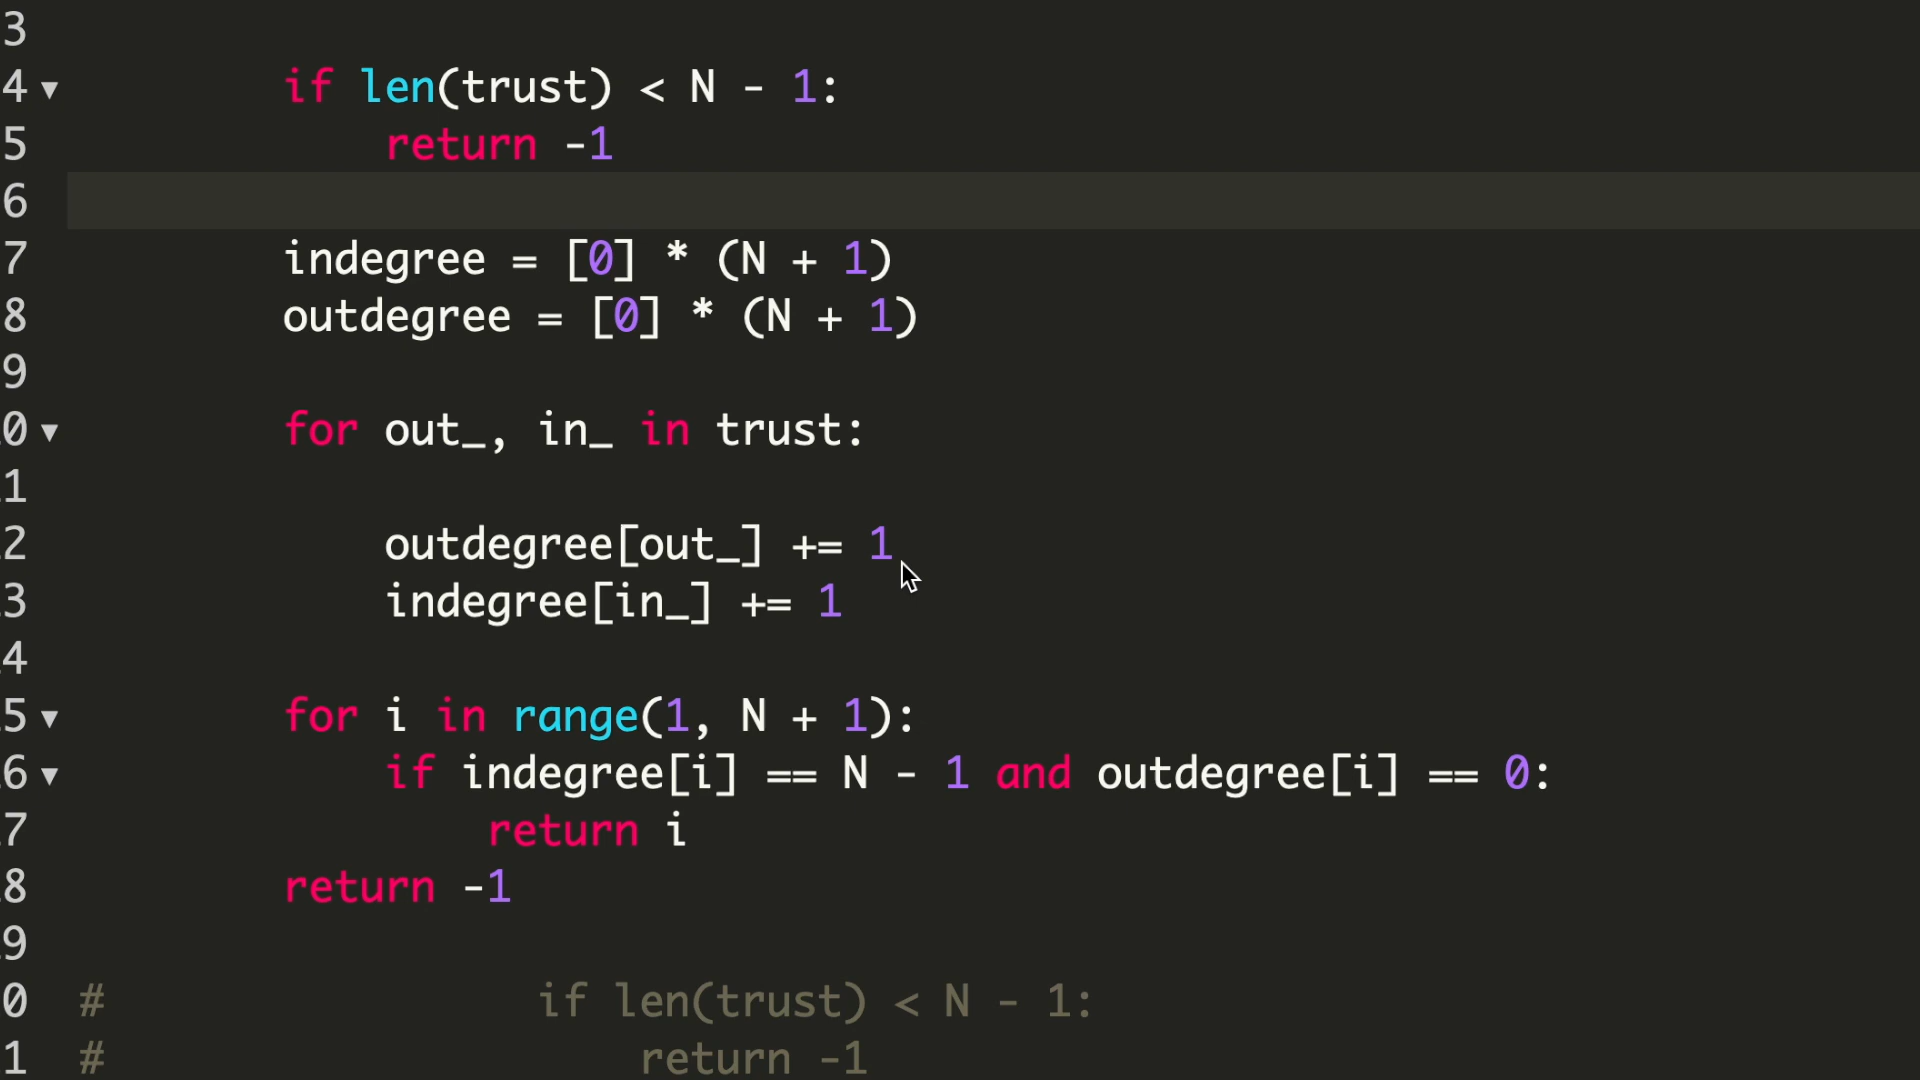 3
4 ▼ if len(trust) < N - 1:
5 return -1
6
7 indegree = [0] * (N + 1)
8 outdegree = [0] * (N + 1)
9
0 ▼ for out_, in_ in trust:
1
2 outdegree[out_] += 1
3 indegree[in_] += 1
4
5 ▼ for i in range(1, N + 1):
6 ▼ if indegree[i] == N - 1 and outdegree[i] == 0:
7 return i
8 return -1
9
0 # if len(trust) < N - 1:
1 # return -1